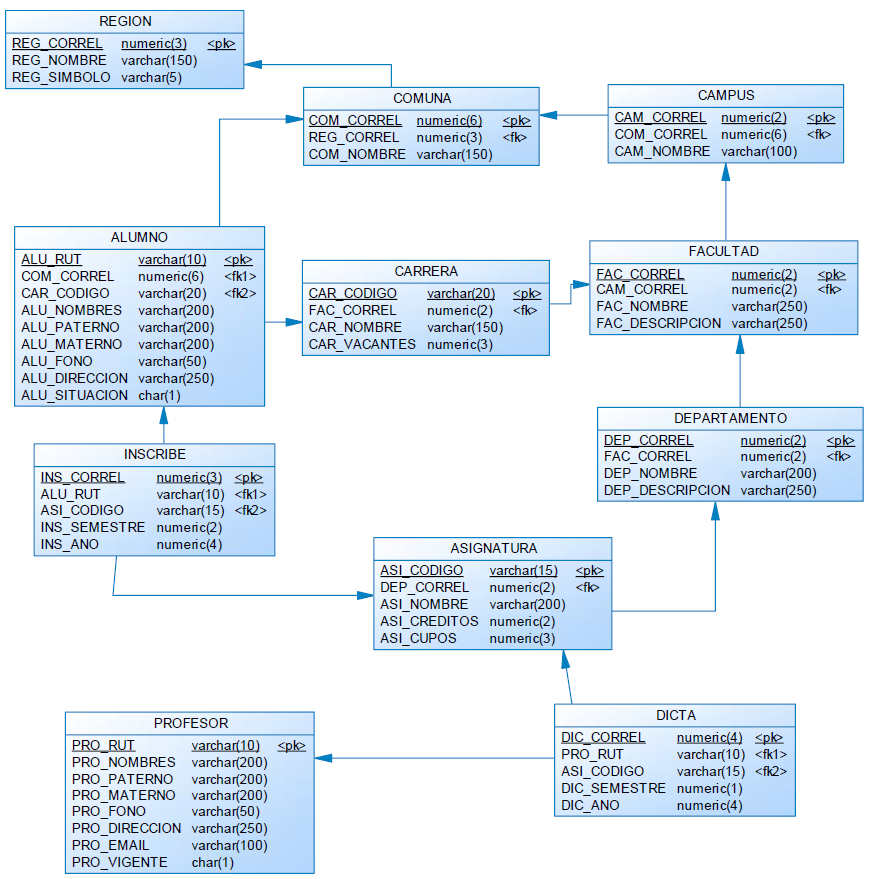 REGION
REG_CORREL numeric(3) <pk>
REG_NOMBRE varchar(150)
REG_SIMBOLO varchar(5)
COMUNA
COM_CORREL numeric(6) <pk>
REG_CORREL numeric(3) <fk>
COM_NOMBRE varchar(150)
CAMPUS
CAM_CORREL numeric(2) <pk>
COM_CORREL numeric(6) <fk>
CAM_NOMBRE varchar(100)
ALUMNO
ALU_RUT varchar(10) <pk>
COM_CORREL numeric(6) <fk1>
CAR_CODIGO varchar(20) <fk2>
ALU_NOMBRES varchar(200)
ALU_PATERNO varchar(200)
ALU_MATERNO varchar(200)
ALU_FONO varchar(50)
ALU_DIRECCION varchar(250)
ALU_SITUACION char(1)
CARRERA
CAR_CODIGO varchar(20) <pk>
FAC_CORREL numeric(2) <fk>
CAR_NOMBRE varchar(150)
CAR_VACANTES numeric(3)
FACULTAD
FAC_CORREL numeric(2) <pk>
CAM_CORREL numeric(2) <fk>
FAC_NOMBRE varchar(250)
FAC_DESCRIPCION varchar(250)
DEPARTAMENTO
DEP_CORREL numeric(2) <pk>
FAC_CORREL numeric(2) <fk>
DEP_NOMBRE varchar(200)
DEP_DESCRIPCION varchar(250)
INSCRIBE
INS_CORREL numeric(3) <pk>
ALU_RUT varchar(10) <fk1>
ASI_CODIGO varchar(15) <fk2>
INS_SEMESTRE numeric(2)
INS_ANO numeric(4)
ASIGNATURA
ASI_CODIGO varchar(15) <pk>
DEP_CORREL numeric(2) <fk>
ASI_NOMBRE varchar(200)
ASI_CREDITOS numeric(2)
ASI_CUPOS numeric(3)
PROFESOR
PRO_RUT varchar(10) <pk>
PRO_NOMBRES varchar(200)
PRO_PATERNO varchar(200)
PRO_MATERNO varchar(200)
PRO_FONO varchar(50)
PRO_DIRECCION varchar(250)
PRO_EMAIL varchar(100)
PRO_VIGENTE char(1)
DICTA
DIC_CORREL numeric(4) <pk>
PRO_RUT varchar(10) <fk1>
ASI_CODIGO varchar(15) <fk2>
DIC_SEMESTRE numeric(1)
DIC_ANO numeric(4)